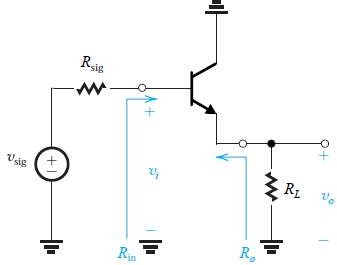 R_sig
v_sig
+
−
+
v_i
−
R_in
R_o
R_L
+
v_o
−